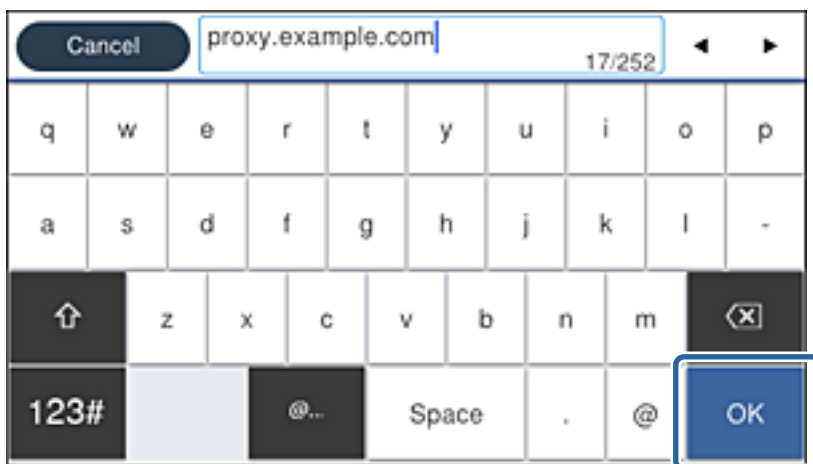 Cancel
proxy.example.com
17/252
q w e r t y u i o p
a s d f g h j k l -
z x c v b n m
123# @... Space . @ OK